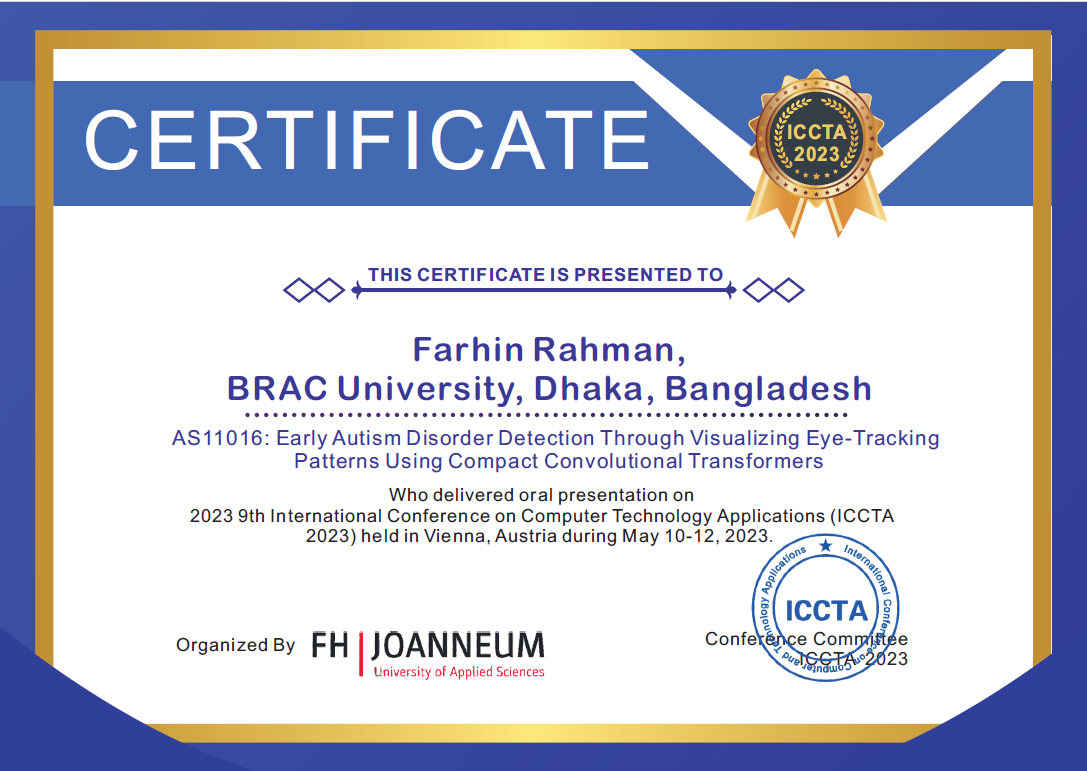 CERTIFICATE
ICCTA
2023
THIS CERTIFICATE IS PRESENTED TO
Farhin Rahman,
BRAC University, Dhaka, Bangladesh
AS11016: Early Autism Disorder Detection Through Visualizing Eye-Tracking
Patterns Using Compact Convolutional Transformers
Who delivered oral presentation on
2023 9th International Conference on Computer Technology Applications (ICCTA
2023) held in Vienna, Austria during May 10-12, 2023.
Organized By
FH JOANNEUM
University of Applied Sciences
Conference Committee
ICCTA 2023
International Conference on Computer and Technology Applications
ICCTA